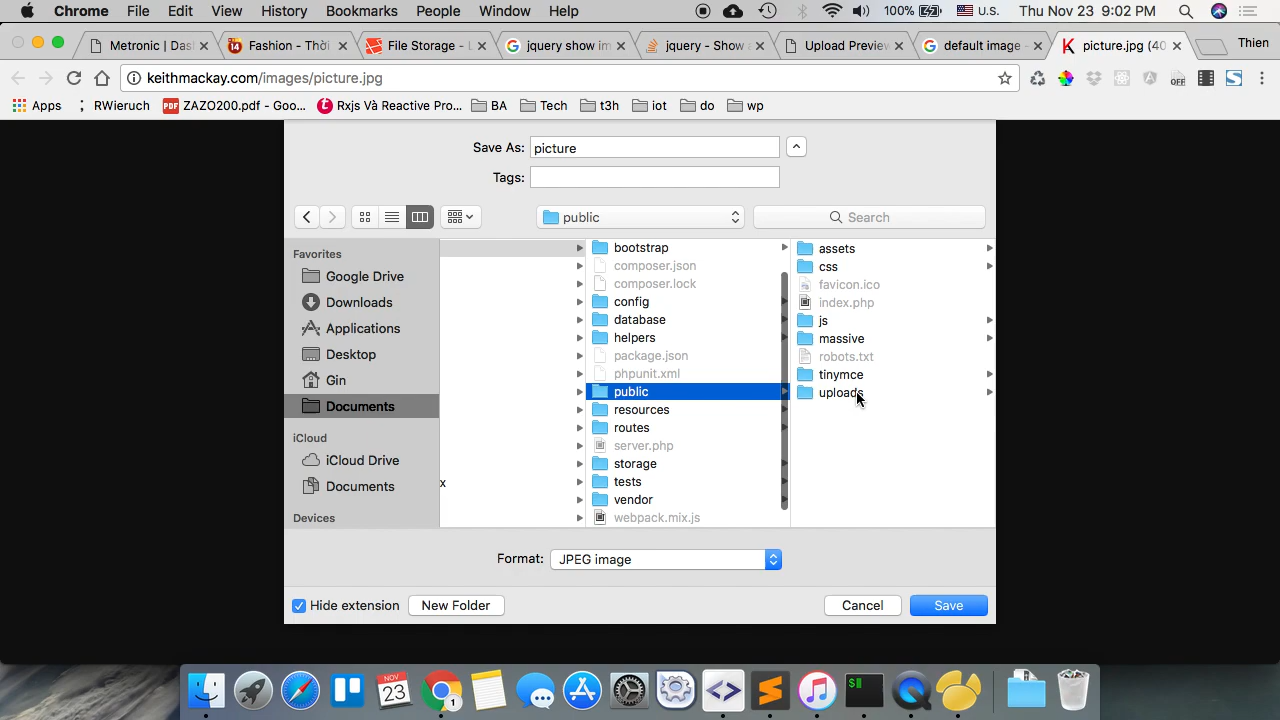 Chrome File Edit View History Bookmarks People Window Help 100% U.S. Thu Nov 23 9:02 PM
Metronic | Das Fashion - Thời File Storage - L jquery show im jquery - Show Upload Preview default image - picture.jpg (40 Thien
keithmackay.com/images/picture.jpg
Apps RWieruch ZAZO200.pdf - Goo... Rxjs Và Reactive Pro... BA Tech t3h iot do wp
Save As: picture
Tags:
public
Search
Favorites
Google Drive
Downloads
Applications
Desktop
Gin
Documents
iCloud
iCloud Drive
Documents
Devices
x
bootstrap
composer.json
composer.lock
config
database
helpers
package.json
phpunit.xml
public
resources
routes
server.php
storage
tests
vendor
webpack.mix.js
assets
css
favicon.ico
index.php
js
massive
robots.txt
tinymce
uploads
Format: JPEG image
Hide extension New Folder Cancel Save
NOV
23
1